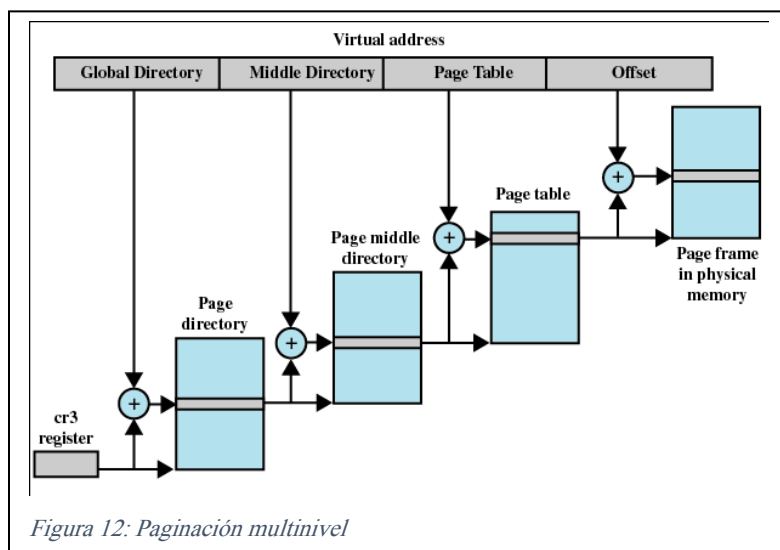 Virtual address
Global Directory Middle Directory Page Table Offset
Page table
Page middle
directory
Page frame
in physical
memory
Page
directory
cr3
register
+
+
+
+
Figura 12: Paginación multinivel